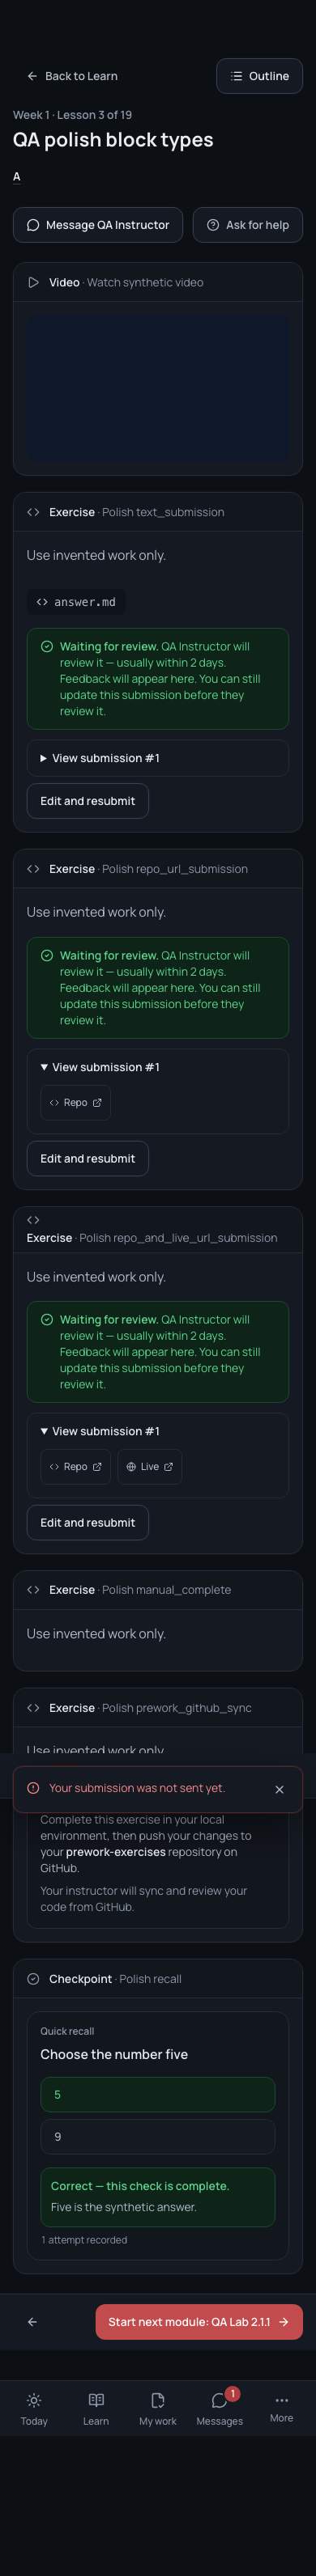 Back to Learn
Outline
Week 1 · Lesson 3 of 19
QA polish block types
A
Message QA Instructor
Ask for help
Video · Watch synthetic video
Exercise · Polish text_submission
Use invented work only.
answer.md
Waiting for review. QA Instructor will
review it — usually within 2 days.
Feedback will appear here. You can still
update this submission before they
review it.
View submission #1
Edit and resubmit
Exercise · Polish repo_url_submission
Use invented work only.
Waiting for review. QA Instructor will
review it — usually within 2 days.
Feedback will appear here. You can still
update this submission before they
review it.
View submission #1
Repo
Edit and resubmit
Exercise · Polish repo_and_live_url_submission
Use invented work only.
Waiting for review. QA Instructor will
review it — usually within 2 days.
Feedback will appear here. You can still
update this submission before they
review it.
View submission #1
Repo
Live
Edit and resubmit
Exercise · Polish manual_complete
Use invented work only.
Exercise · Polish prework_github_sync
Use invented work only.
Your submission was not sent yet.
Complete this exercise in your local
environment, then push your changes to
your prework-exercises repository on
GitHub.
Your instructor will sync and review your
code from GitHub.
Checkpoint · Polish recall
Quick recall
Choose the number five
5
9
Correct — this check is complete.
Five is the synthetic answer.
1 attempt recorded
Start next module: QA Lab 2.1.1
1
Today
Learn
My work
Messages
More